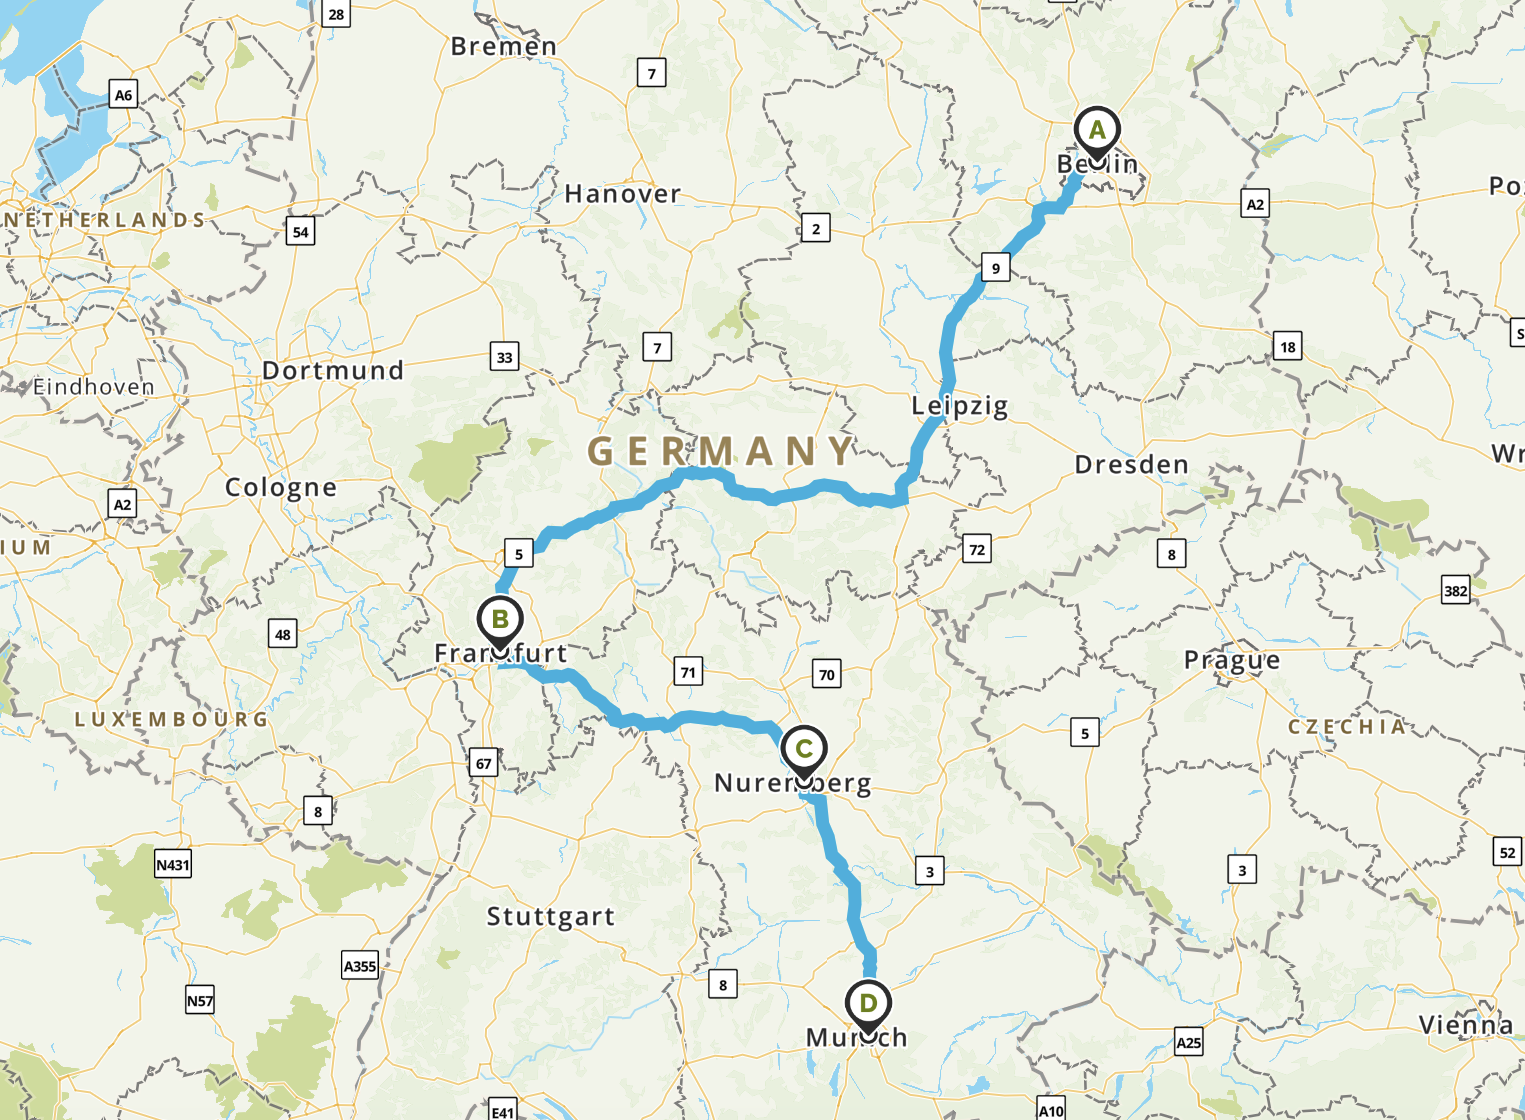 28
Bremen
7
A6
A
Berlin
Hanover
Po
A2
NETHERLANDS
54
2
9
7
18
S
33
Dortmund
Eindhoven
Leipzig
GERMANY
Wr
Dresden
Cologne
A2
IUM
5
72
8
382
B
48
Frankfurt
Prague
71
70
LUXEMBOURG
CZECHIA
5
C
67
Nuremberg
8
52
N431
3
3
Stuttgart
A355
8
N57
D
Munich
Vienna
A25
E41
A10